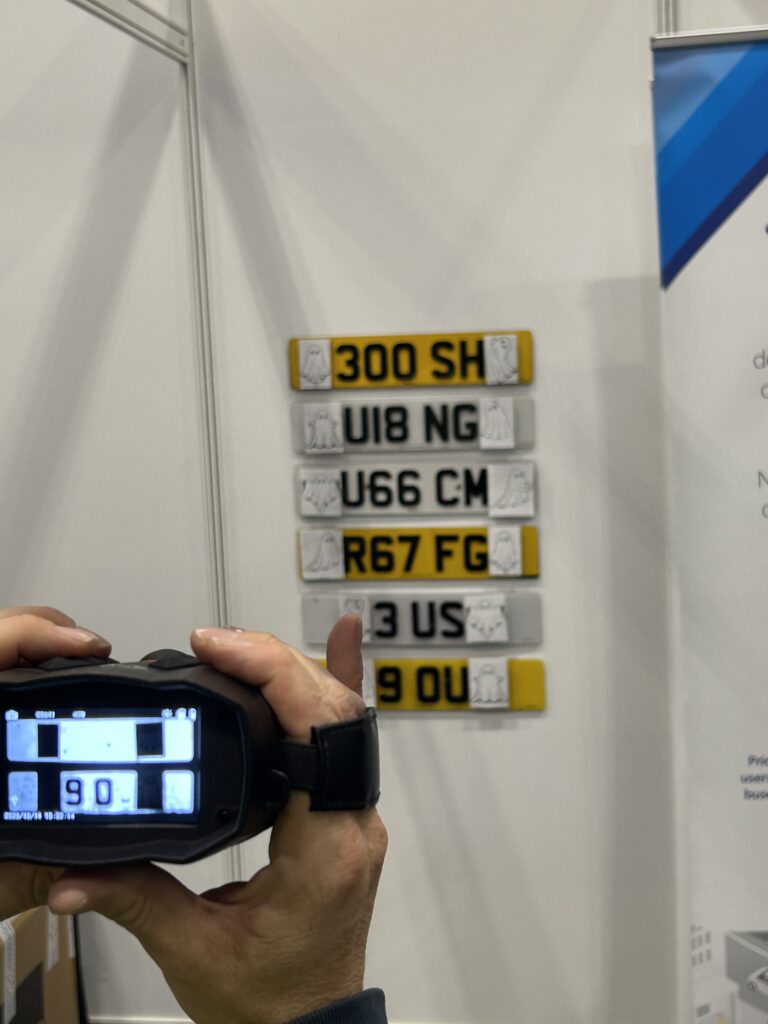 300 SH
U18 NG
U66 CM
R67 FG
3 US
9 OU
90